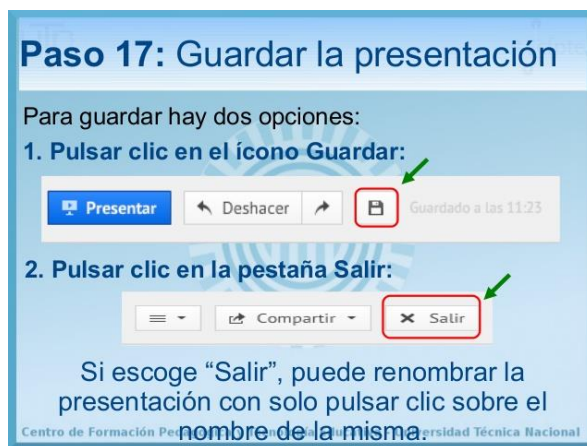 Paso 17: Guardar la presentación
Para guardar hay dos opciones:
1. Pulsar clic en el ícono Guardar:
Presentar Deshacer Guardado a las 11:23
2. Pulsar clic en la pestaña Salir:
Compartir Salir
Si escoge “Salir”, puede renombrar la
presentación con solo pulsar clic sobre el
nombre de la misma.
Centro de Formación Técnica Nacional